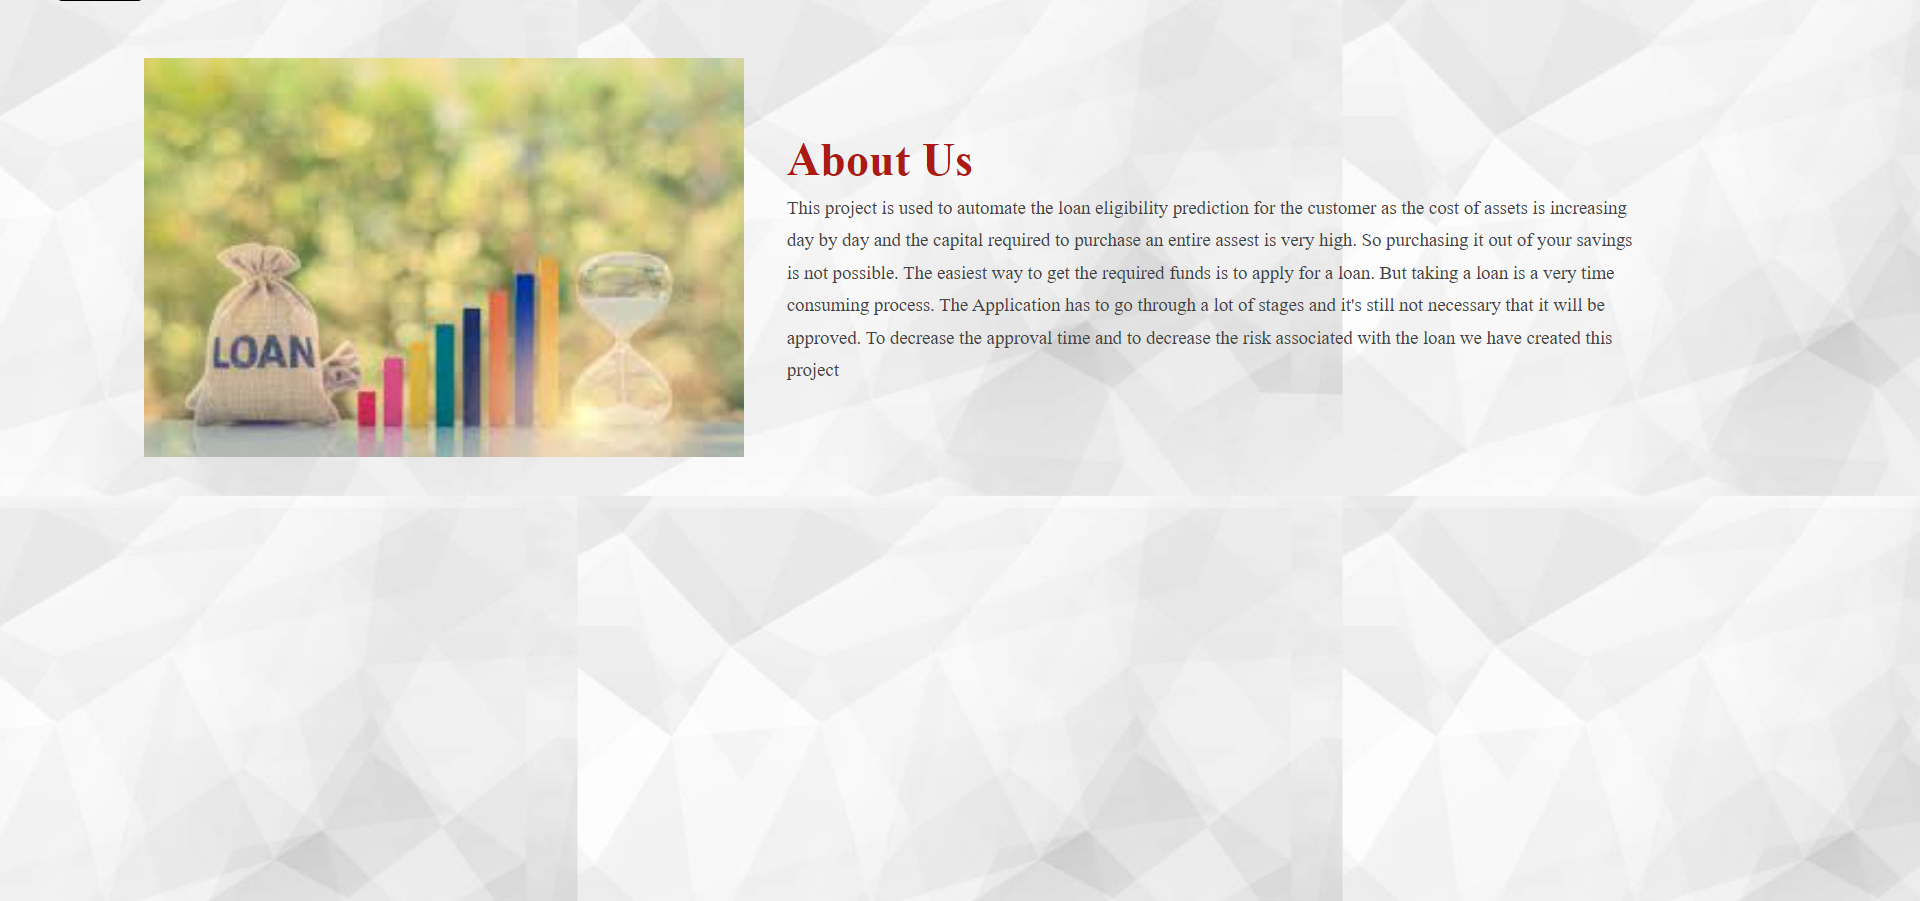 LOAN
About Us
This project is used to automate the loan eligibility prediction for the customer as the cost of assets is increasing
day by day and the capital required to purchase an entire assest is very high. So purchasing it out of your savings
is not possible. The easiest way to get the required funds is to apply for a loan. But taking a loan is a very time
consuming process. The Application has to go through a lot of stages and it's still not necessary that it will be
approved. To decrease the approval time and to decrease the risk associated with the loan we have created this
project